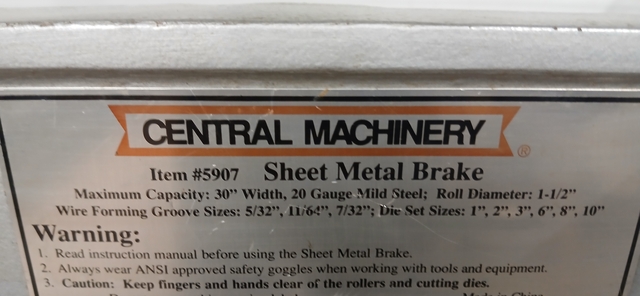 CENTRAL MACHINERY ®
Item #5907 Sheet Metal Brake
Maximum Capacity: 30" Width, 20 Gauge Mild Steel; Roll Diameter: 1-1/2"
Wire Forming Groove Sizes: 5/32", 11/64", 7/32"; Die Set Sizes: 1", 2", 3", 6", 8", 10"
Warning:
1. Read instruction manual before using the Sheet Metal Brake.
2. Always wear ANSI approved safety goggles when working with tools and equipment.
3. Caution: Keep fingers and hands clear of the rollers and cutting dies.
Made in China